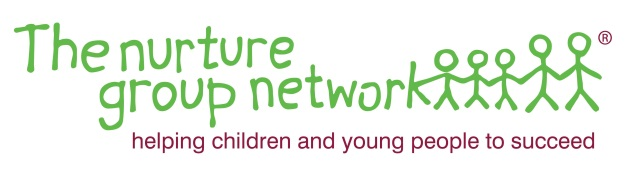 The nurture
group network®
helping children and young people to succeed